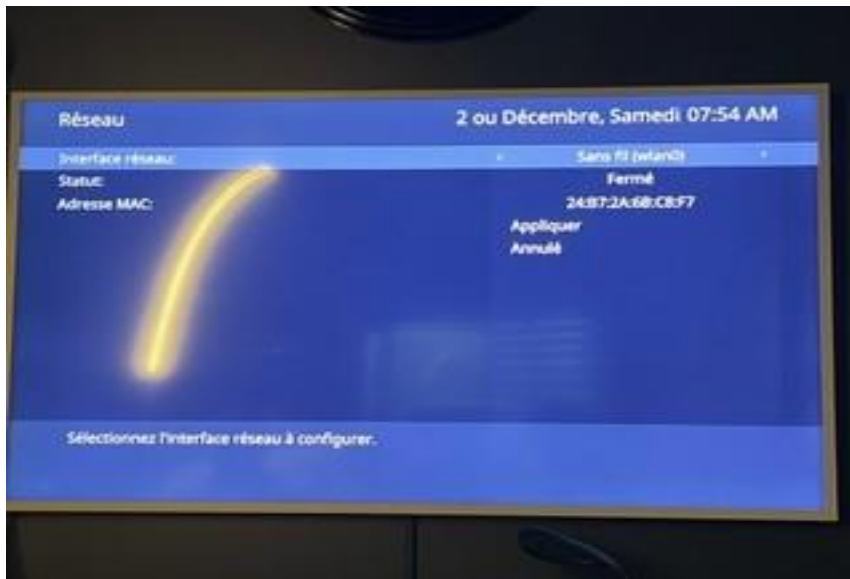 Réseau 2 ou Décembre, Samedi 07:54 AM
Interface réseau: Sans fil (wlan0)
Statut: Fermé
Adresse MAC: 24:B7:2A:6B:C8:F7
Appliquer
Annulé
Sélectionnez l'interface réseau à configurer.